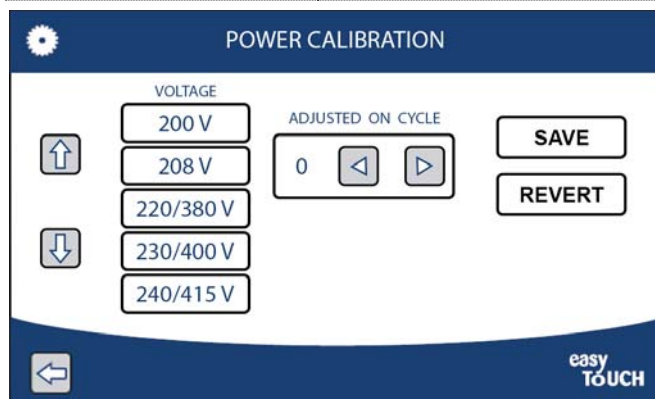 POWER CALIBRATION
VOLTAGE
200 V
208 V
220/380 V
230/400 V
240/415 V
ADJUSTED ON CYCLE
0
SAVE
REVERT
easy
TOUCH